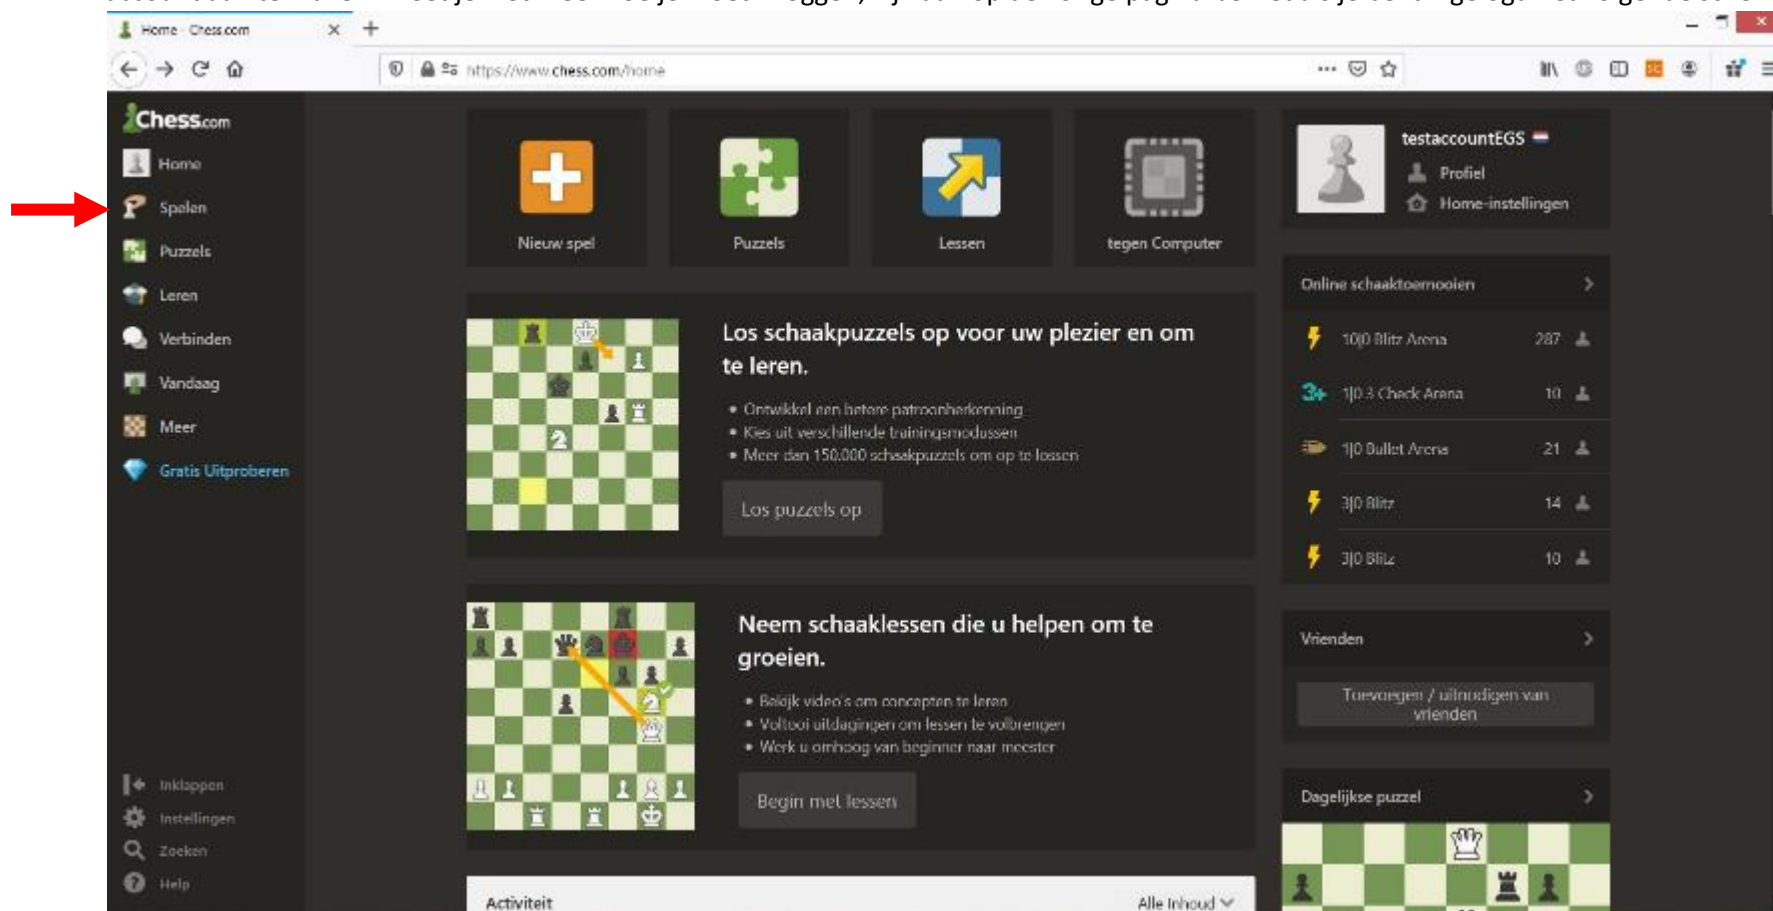 Home - Chess.com
https://www.chess.com/home
Chess.com
Home
Spelen
Puzzels
Leren
Verbinden
Vandaag
Meer
Gratis Uitproberen
Inklappen
Instellingen
Zoeken
Help
Nieuw spel
Puzzels
Lessen
tegen Computer
Los schaakpuzzels op voor uw plezier en om
te leren.
• Ontwikkel een betere patroonherkenning
• Kies uit verschillende trainingsmodussen
• Meer dan 150.000 schaakpuzzels om op te lossen
Los puzzels op
Neem schaaklessen die u helpen om te
groeien.
• Bekijk video's om concepten te leren
• Voltooi uitdagingen om lessen te volbrengen
• Werk u omhoog van beginner naar meester
Begin met lessen
Activiteit
Alle Inhoud
testaccountEGS
Profiel
Home-instellingen
Online schaaktoernooien
10|0 Blitz Arena 287
1|0 3 Check Arena 10
1|0 Bullet Arena 21
3|0 Blitz 14
3|0 Blitz 10
Vrienden
Toevoegen / uitnodigen van
vrienden
Dagelijkse puzzel